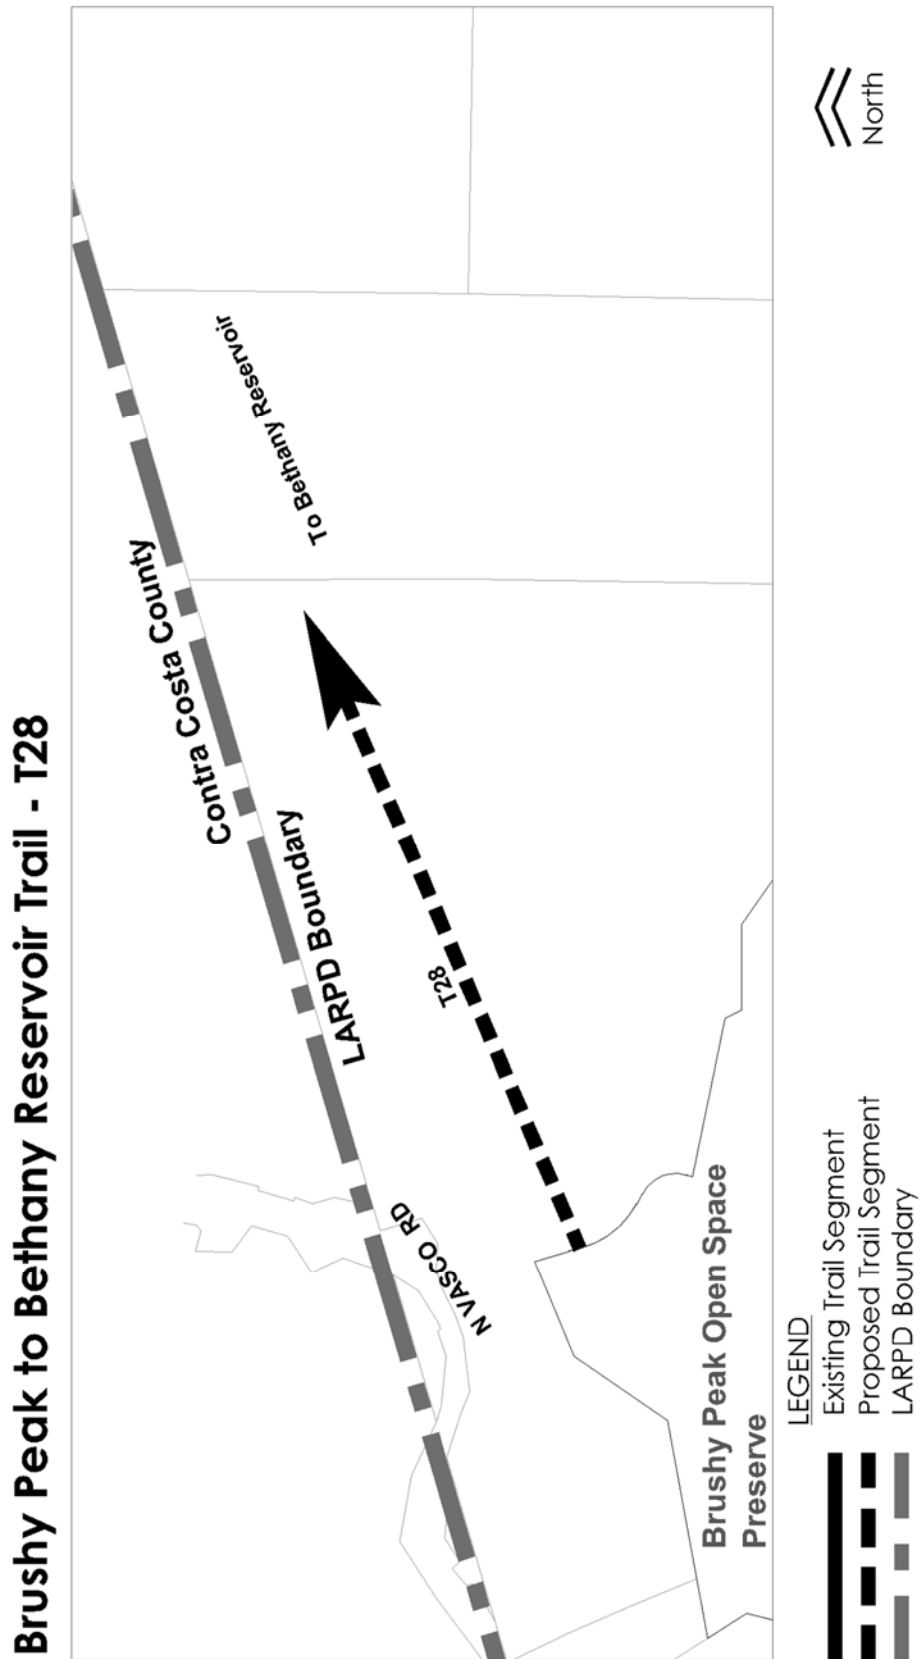 Brushy Peak to Bethany Reservoir Trail - T28
Contra Costa County
LARPD Boundary
To Bethany Reservoir
T28
N VASCO RD
Brushy Peak Open Space
Preserve
LEGEND
Existing Trail Segment
Proposed Trail Segment
LARPD Boundary
North